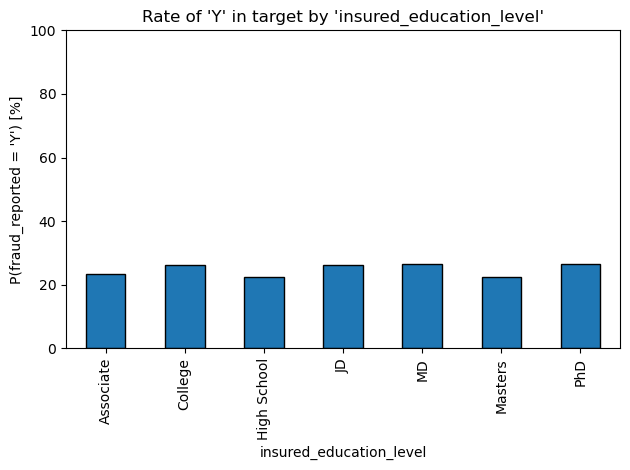 Rate of 'Y' in target by 'insured_education_level'
P(fraud_reported = 'Y') [%]
100
80
60
40
20
0
Associate
College
High School
JD
MD
Masters
PhD
insured_education_level